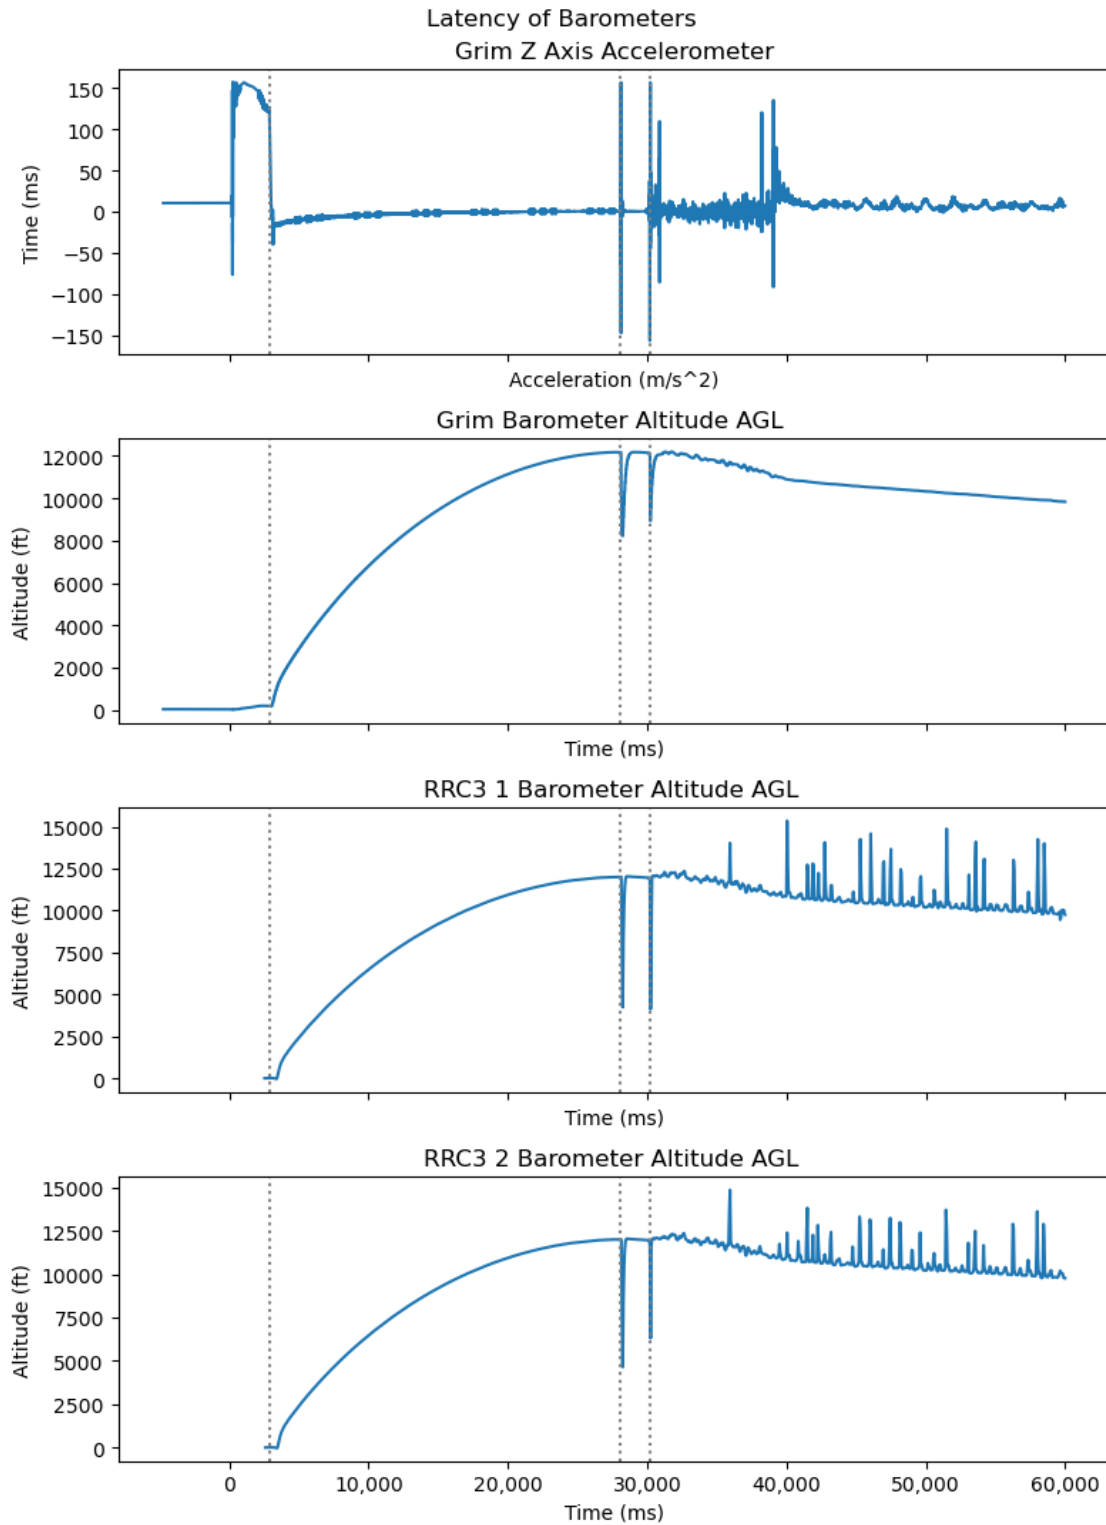 Latency of Barometers
Grim Z Axis Accelerometer
150
100
50
0
−50
−100
−150
Time (ms)
Acceleration (m/s^2)
Grim Barometer Altitude AGL
12000
10000
8000
6000
4000
2000
0
Altitude (ft)
Time (ms)
RRC3 1 Barometer Altitude AGL
15000
12500
10000
7500
5000
2500
0
Altitude (ft)
Time (ms)
RRC3 2 Barometer Altitude AGL
15000
12500
10000
7500
5000
2500
0
Altitude (ft)
0 10,000 20,000 30,000 40,000 50,000 60,000
Time (ms)